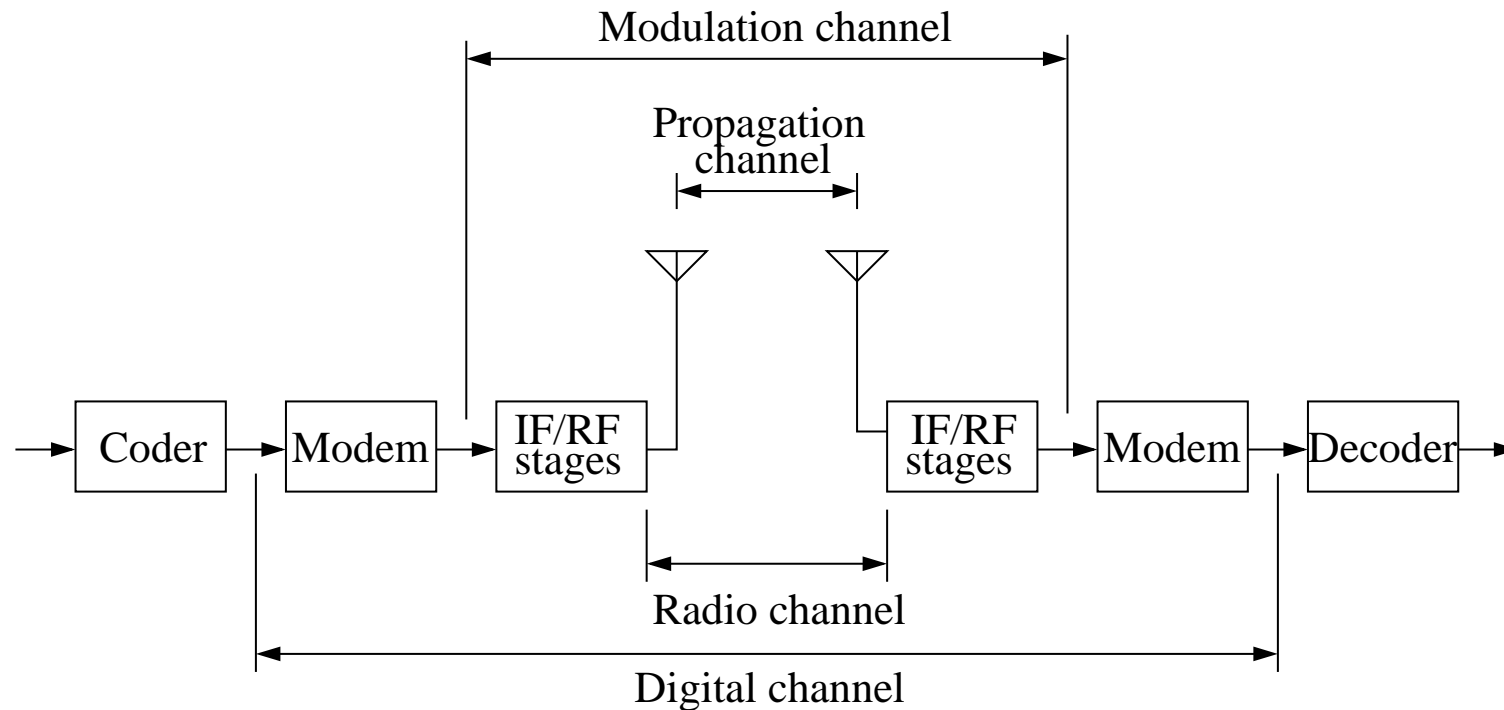 Modulation channel
Propagation
channel
Coder
Modem
IF/RF
stages
IF/RF
stages
Modem
Decoder
Radio channel
Digital channel